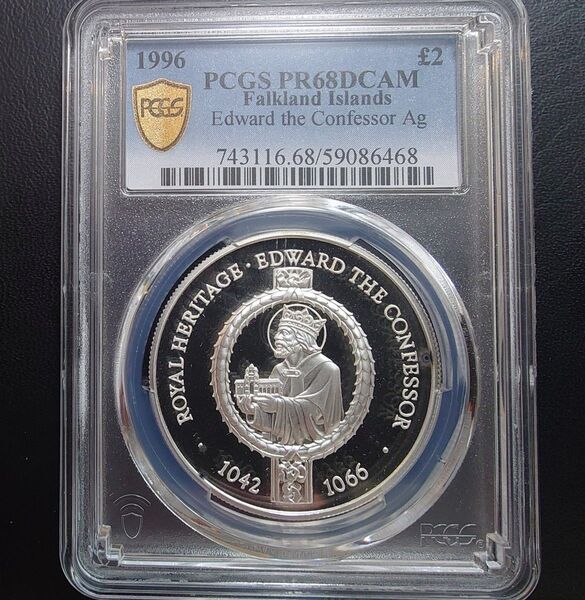 1996 £2
PCGS PR68DCAM
Falkland Islands
Edward the Confessor Ag
743116.68/59086468
PCGS
ROYAL HERITAGE · EDWARD THE CONFESSOR
· 1042 1066 ·
PCGS